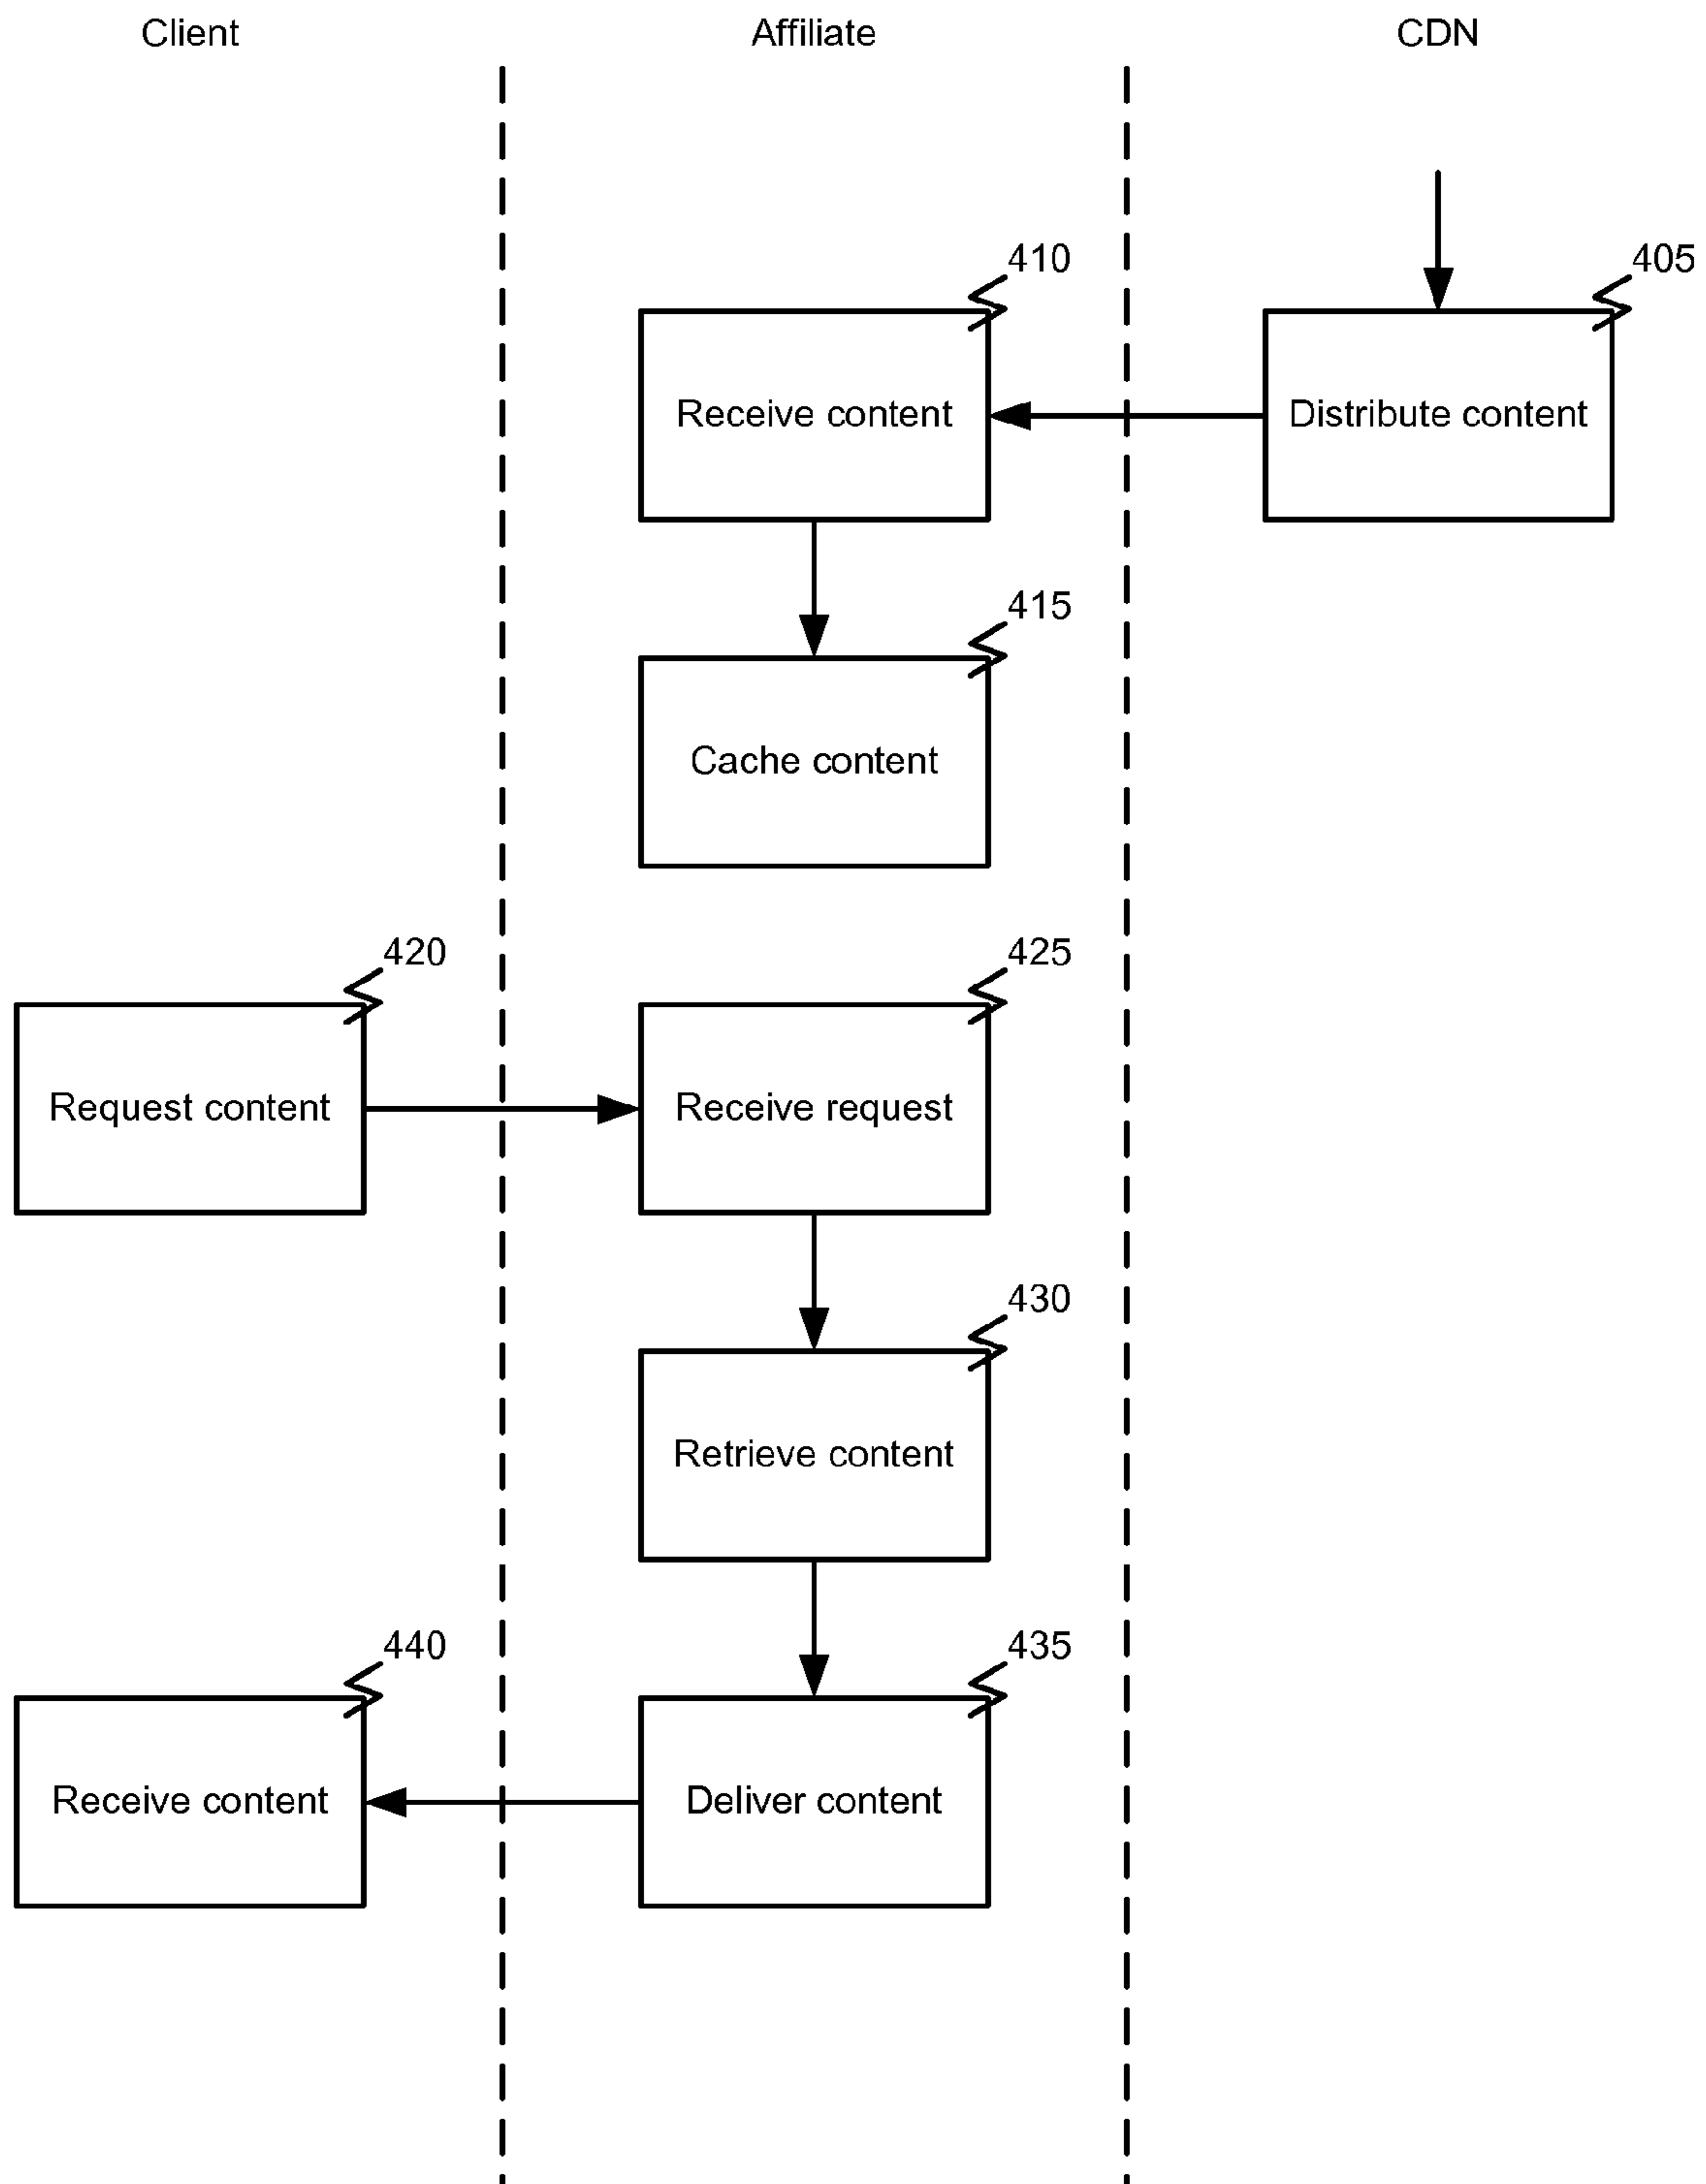 Client
Affiliate
CDN
410
405
Receive content
Distribute content
415
Cache content
420
425
Request content
Receive request
430
Retrieve content
440
435
Receive content
Deliver content